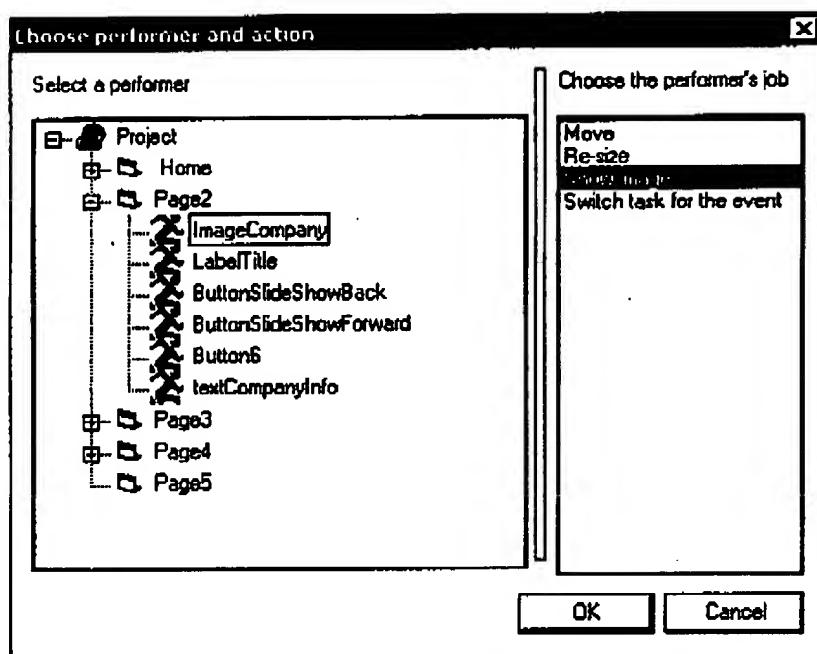 Choose performer and action
Select a performer
Project
Home
Page2
ImageCompany
LabelTitle
ButtonSlideShowBack
ButtonSlideShowForward
Button6
textCompanyInfo
Page3
Page4
Page5
Choose the performer's job
Move
Re-size
Switch task for the event
OK
Cancel